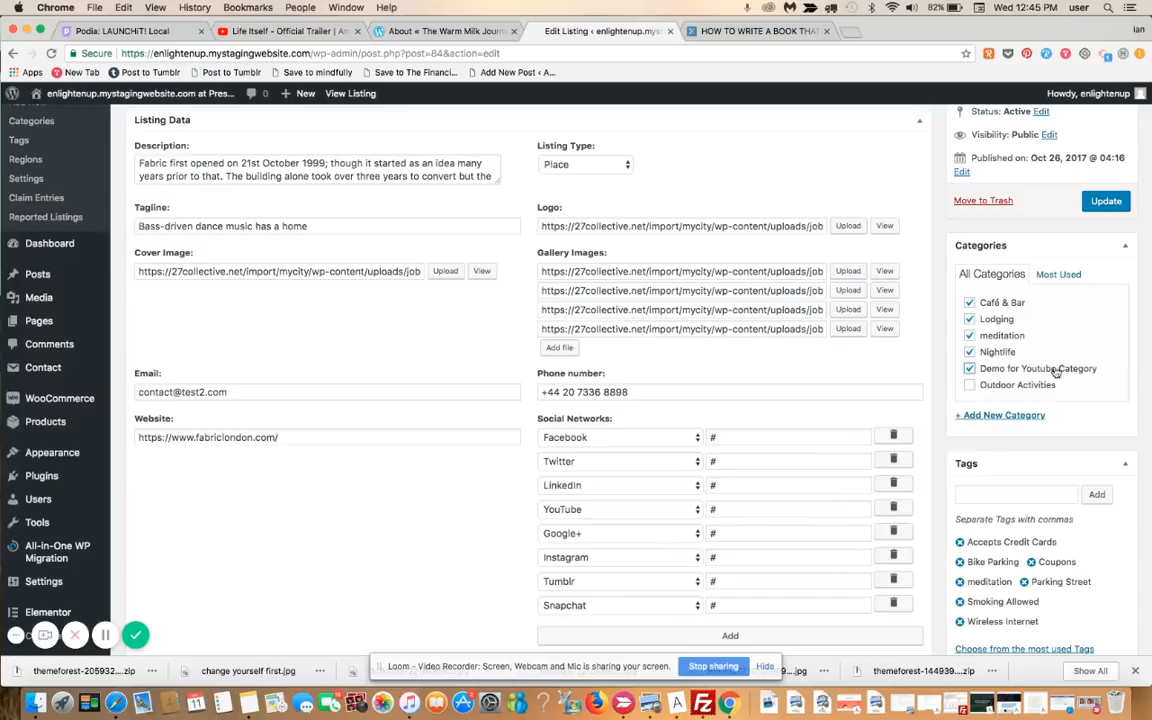 Chrome File Edit View History Bookmarks People Window Help 82% Wed 12:45 PM user
Podia: LAUNCHiT! Local
Life Itself - Official Trailer | A
About « The Warm Milk Journ
Edit Listing ‹ enlightenup.myst
HOW TO WRITE A BOOK THAT
Ian
Secure https://enlightenup.mystagingwebsite.com/wp-admin/post.php?post=84&action=edit
Apps New Tab Post to Tumblr Post to Tumblr Save to mindfully Save to The Financi... Add New Post ‹ A...
enlightenup.mystagingwebsite.com at Pres... 0 New View Listing Howdy, enlightenup
Categories
Tags
Regions
Settings
Claim Entries
Reported Listings
Dashboard
Posts
Media
Pages
Comments
Contact
WooCommerce
Products
Appearance
Plugins
Users
Tools
All-in-One WP
Migration
Settings
Elementor
Listing Data
Description:
Fabric first opened on 21st October 1999; though it started as an idea many
years prior to that. The building alone took over three years to convert but the
Listing Type:
Place
Tagline:
Bass-driven dance music has a home
Logo:
https://27collective.net/import/mycity/wp-content/uploads/job Upload View
Cover Image:
https://27collective.net/import/mycity/wp-content/uploads/job Upload View
Gallery Images:
https://27collective.net/import/mycity/wp-content/uploads/job Upload View
https://27collective.net/import/mycity/wp-content/uploads/job Upload View
https://27collective.net/import/mycity/wp-content/uploads/job Upload View
https://27collective.net/import/mycity/wp-content/uploads/job Upload View
Add file
Email:
contact@test2.com
Phone number:
+44 20 7336 8898
Website:
https://www.fabriclondon.com/
Social Networks:
Facebook #
Twitter #
LinkedIn #
YouTube #
Google+ #
Instagram #
Tumblr #
Snapchat #
Add
Status: Active Edit
Visibility: Public Edit
Published on: Oct 26, 2017 @ 04:16
Edit
Move to Trash Update
Categories
All Categories Most Used
Café & Bar
Lodging
meditation
Nightlife
Demo for Youtube Category
Outdoor Activities
+ Add New Category
Tags
Add
Separate Tags with commas
Accepts Credit Cards
Bike Parking Coupons
meditation Parking Street
Smoking Allowed
Wireless Internet
Choose from the most used Tags
Loom - Video Recorder: Screen, Webcam and Mic is sharing your screen. Stop sharing Hide
themeforest-205932....zip change yourself first.jpg ...jpg themeforest-144939....zip Show All